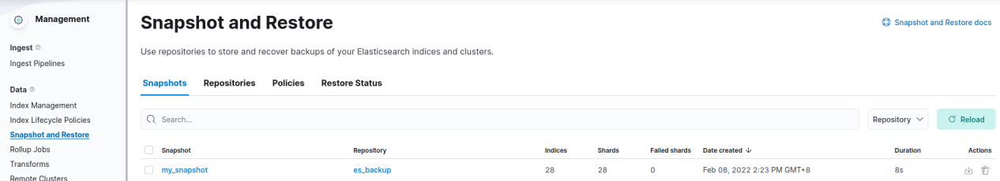 Management
Ingest
Ingest Pipelines
Data
Index Management
Index Lifecycle Policies
Snapshot and Restore
Rollup Jobs
Transforms
Remote Clusters
Snapshot and Restore
Snapshot and Restore docs
Use repositories to store and recover backups of your Elasticsearch indices and clusters.
Snapshots Repositories Policies Restore Status
Search... Repository Reload
Snapshot Repository Indices Shards Failed shards Date created Duration Actions
my_snapshot es_backup 28 28 0 Feb 08, 2022 2:23 PM GMT+8 8s